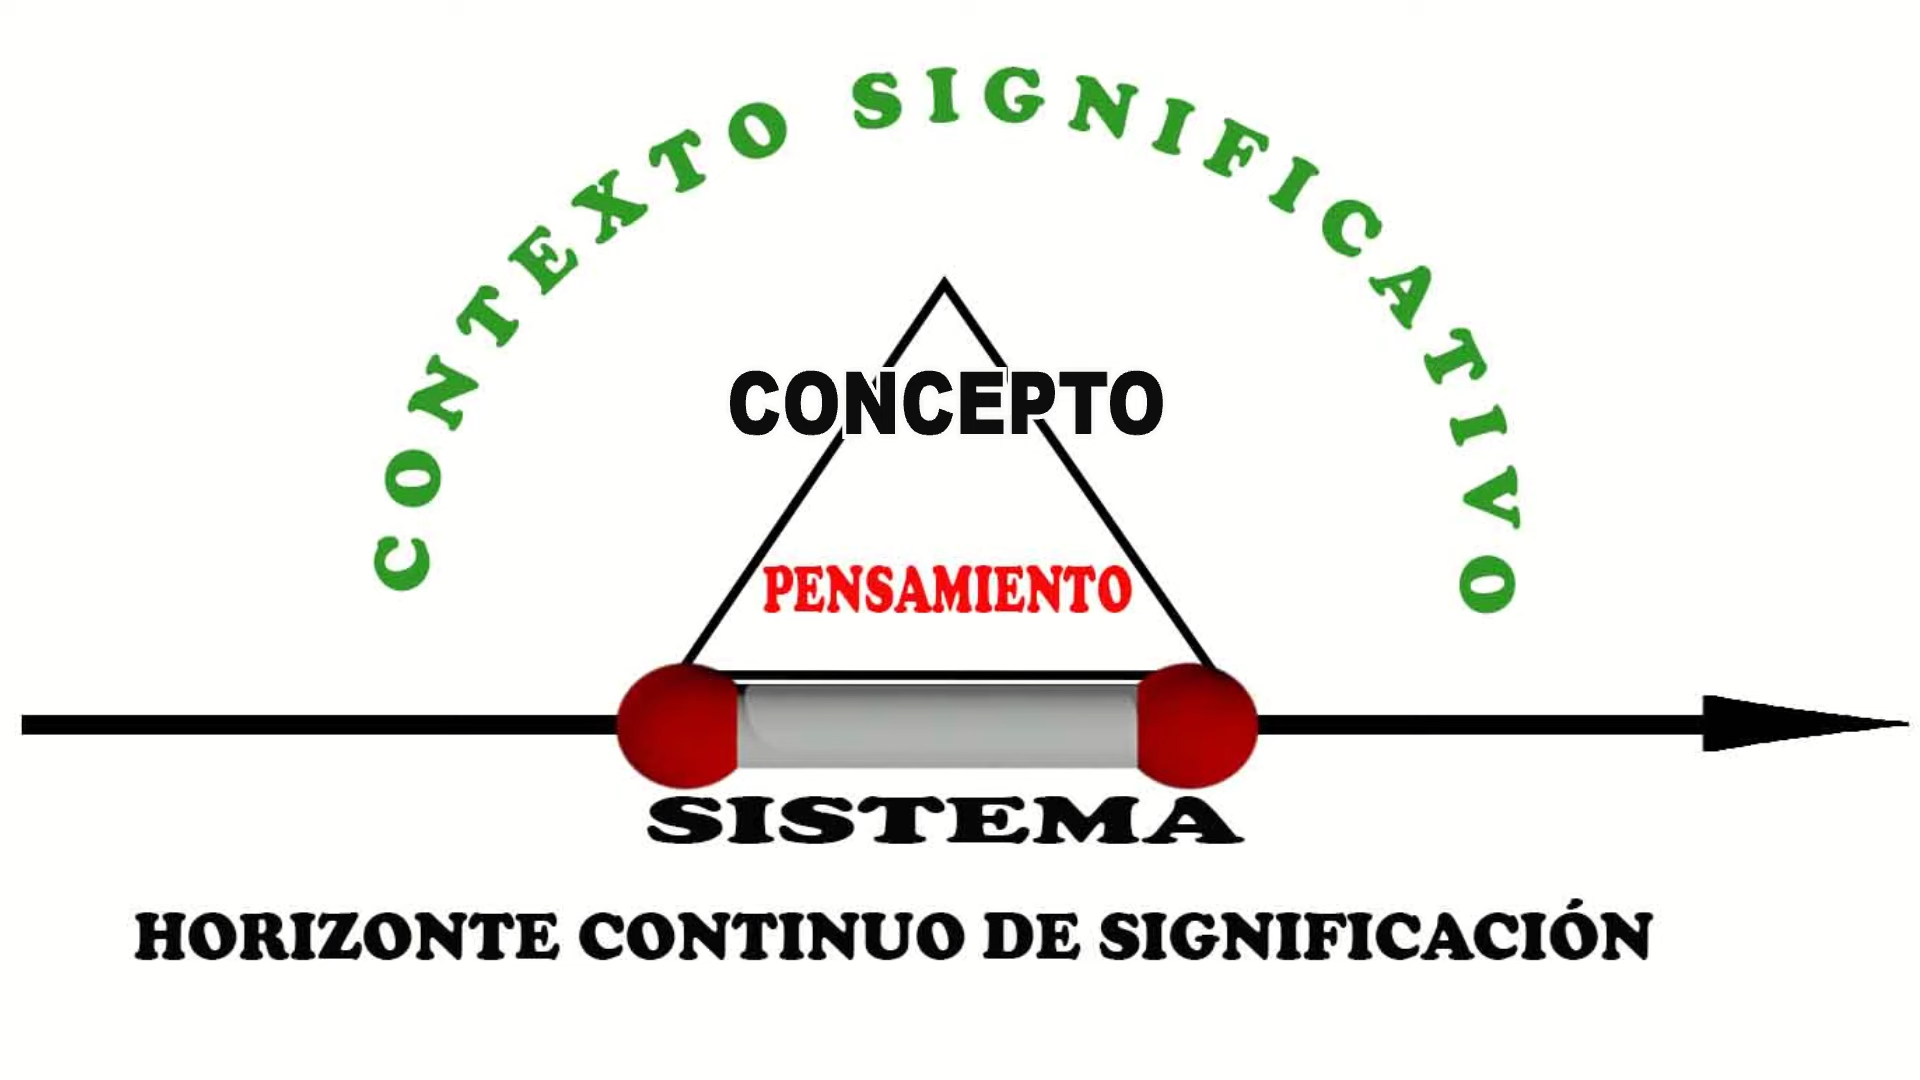 CONTEXTO SIGNIFICATIVO
CONCEPTO
PENSAMIENTO
SISTEMA
HORIZONTE CONTINUO DE SIGNIFICACIÓN